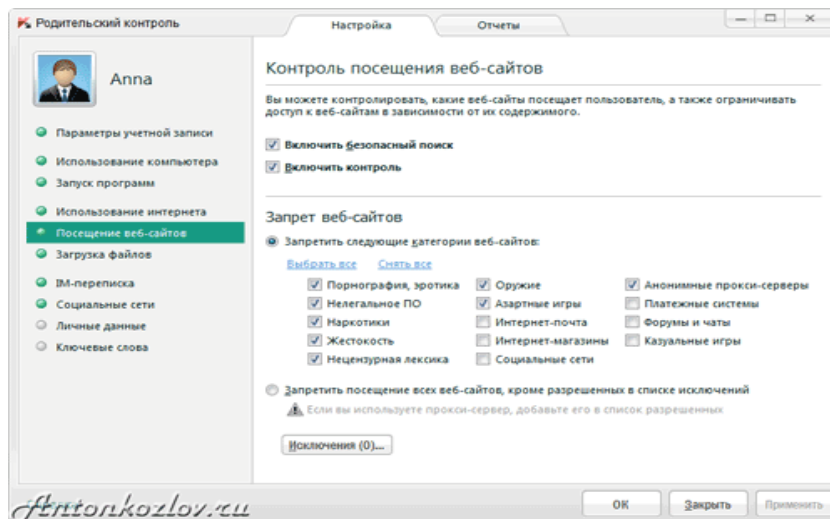 Родительский контроль
Настройка
Отчеты
Anna
Параметры учетной записи
Использование компьютера
Запуск программ
Использование интернета
Посещение веб-сайтов
Загрузка файлов
IM-переписка
Социальные сети
Личные данные
Ключевые слова
Контроль посещения веб-сайтов
Вы можете контролировать, какие веб-сайты посещает пользователь, а также ограничивать
доступ к веб-сайтам в зависимости от их содержимого.
Включить безопасный поиск
Включить контроль
Запрет веб-сайтов
Запретить следующие категории веб-сайтов:
Выбрать все Снять все
Порнография, эротика Оружие Анонимные прокси-серверы
Нелегальное ПО Азартные игры Платежные системы
Наркотики Интернет-почта Форумы и чаты
Жестокость Интернет-магазины Казуальные игры
Нецензурная лексика Социальные сети
Запретить посещение всех веб-сайтов, кроме разрешенных в списке исключений
Если вы используете прокси-сервер, добавьте его в список разрешенных
Исключения (0)...
ОК Закрыть Применить
Antonkozlov.ru